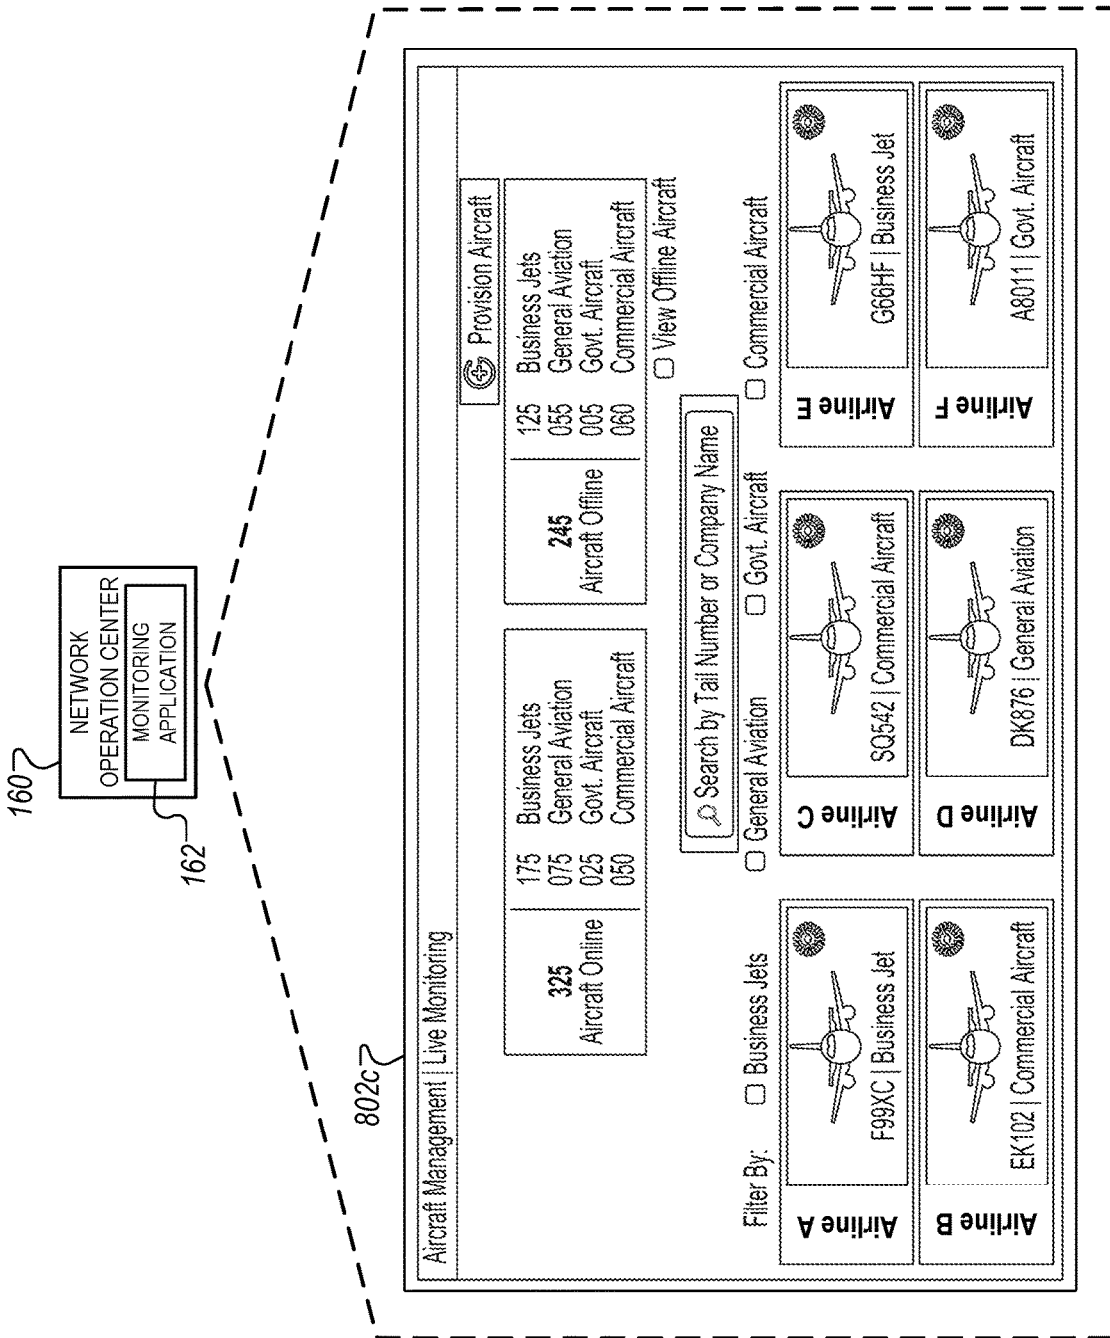 160
NETWORK
OPERATION CENTER
MONITORING
APPLICATION
162
802c
Aircraft Management | Live Monitoring
Provision Aircraft
325
Aircraft Online
175 Business Jets
075 General Aviation
025 Govt. Aircraft
050 Commercial Aircraft
245
Aircraft Offline
125 Business Jets
055 General Aviation
005 Govt. Aircraft
060 Commercial Aircraft
View Offline Aircraft
Search by Tail Number or Company Name
Filter By: Business Jets General Aviation Govt. Aircraft Commercial Aircraft
Airline A
F99XC | Business Jet
Airline C
SQ542 | Commercial Aircraft
Airline E
G66HF | Business Jet
Airline B
EK102 | Commercial Aircraft
Airline D
DK876 | General Aviation
Airline F
A8011 | Govt. Aircraft